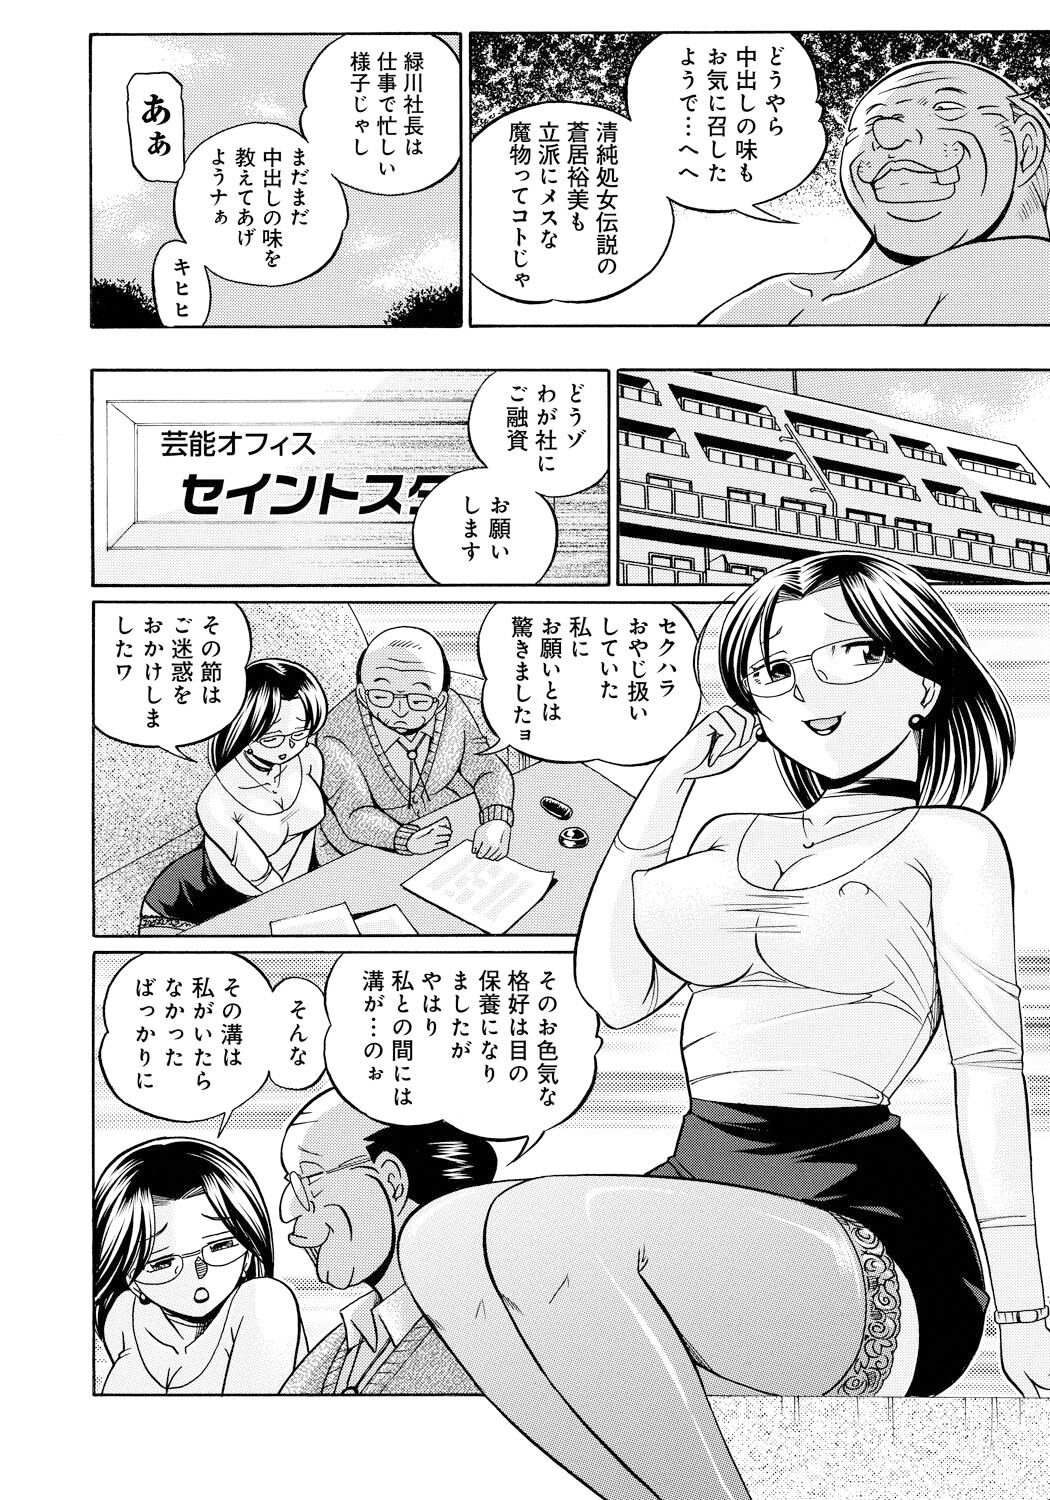 どうやら
中出しの味も
お気に召した
ようで…へへ
清純処女伝説の
蒼居裕美も
立派にメスな
魔物ってコトじゃ
緑川社長は
仕事で忙しい
様子じゃし
まだまだ
中出しの味を
教えてあげ
ようナぁ
キヒヒ
あぁ
どうゾ
わが社に
ご融資
お願い
します
芸能オフィス
セイントスタ
セクハラ
おやじ扱い
していた
私に
お願いとは
驚きましたョ
その節は
ご迷惑を
おかけしま
したワ
そのお色気な
格好は目の
保養になり
ましたが
やはり
私との間には
溝が…のぉ
そんな
その溝は
私がいたら
なかった
ばっかりに